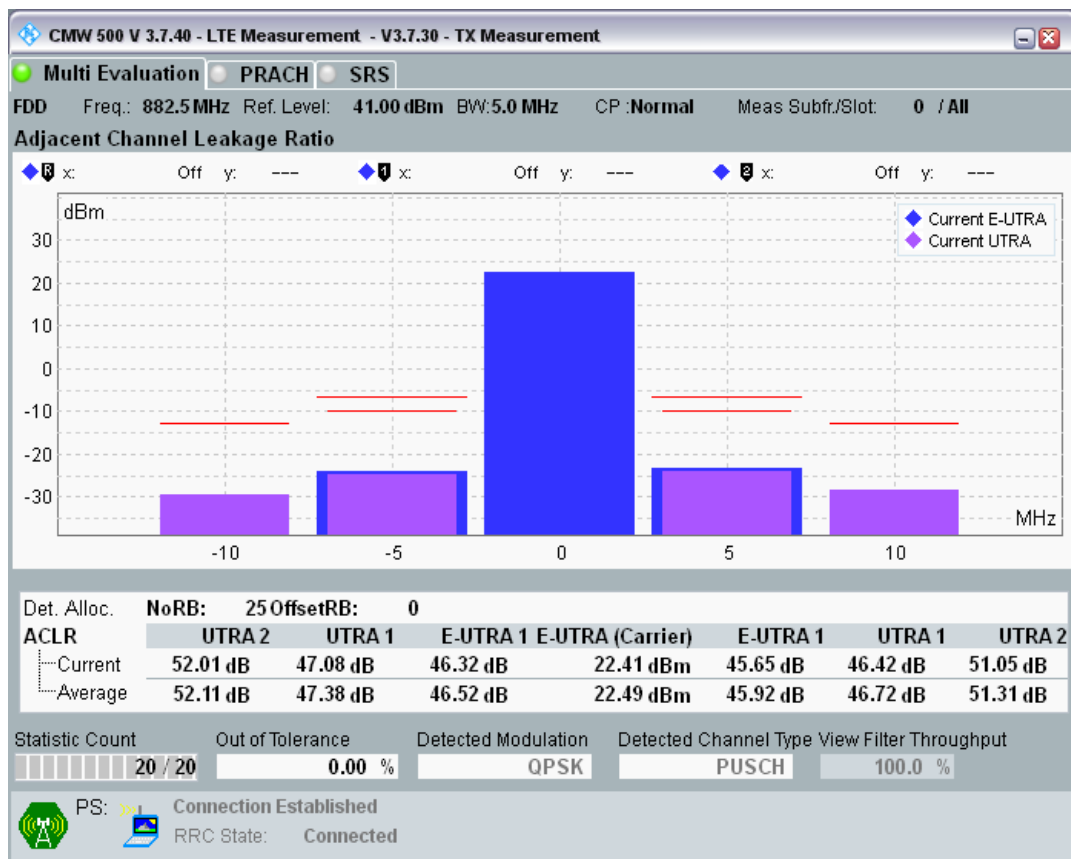 CMW 500 V 3.7.40 - LTE Measurement - V3.7.30 - TX Measurement
Multi Evaluation PRACH SRS
FDD Freq.: 882.5 MHz Ref. Level: 41.00 dBm BW:5.0 MHz CP :Normal Meas Subfr./Slot: 0 / All
Adjacent Channel Leakage Ratio
R x: Off y: --- 1 x: Off y: --- 2 x: Off y: ---
dBm
Current E-UTRA
Current UTRA
30
20
10
0
-10
-20
-30
MHz
-10 -5 0 5 10
Det. Alloc. NoRB: 25 OffsetRB: 0
ACLR UTRA 2 UTRA 1 E-UTRA 1 E-UTRA (Carrier) E-UTRA 1 UTRA 1 UTRA 2
Current 52.01 dB 47.08 dB 46.32 dB 22.41 dBm 45.65 dB 46.42 dB 51.05 dB
Average 52.11 dB 47.38 dB 46.52 dB 22.49 dBm 45.92 dB 46.72 dB 51.31 dB
Statistic Count Out of Tolerance Detected Modulation Detected Channel Type View Filter Throughput
20 / 20 0.00 % QPSK PUSCH 100.0 %
PS: Connection Established
RRC State: Connected